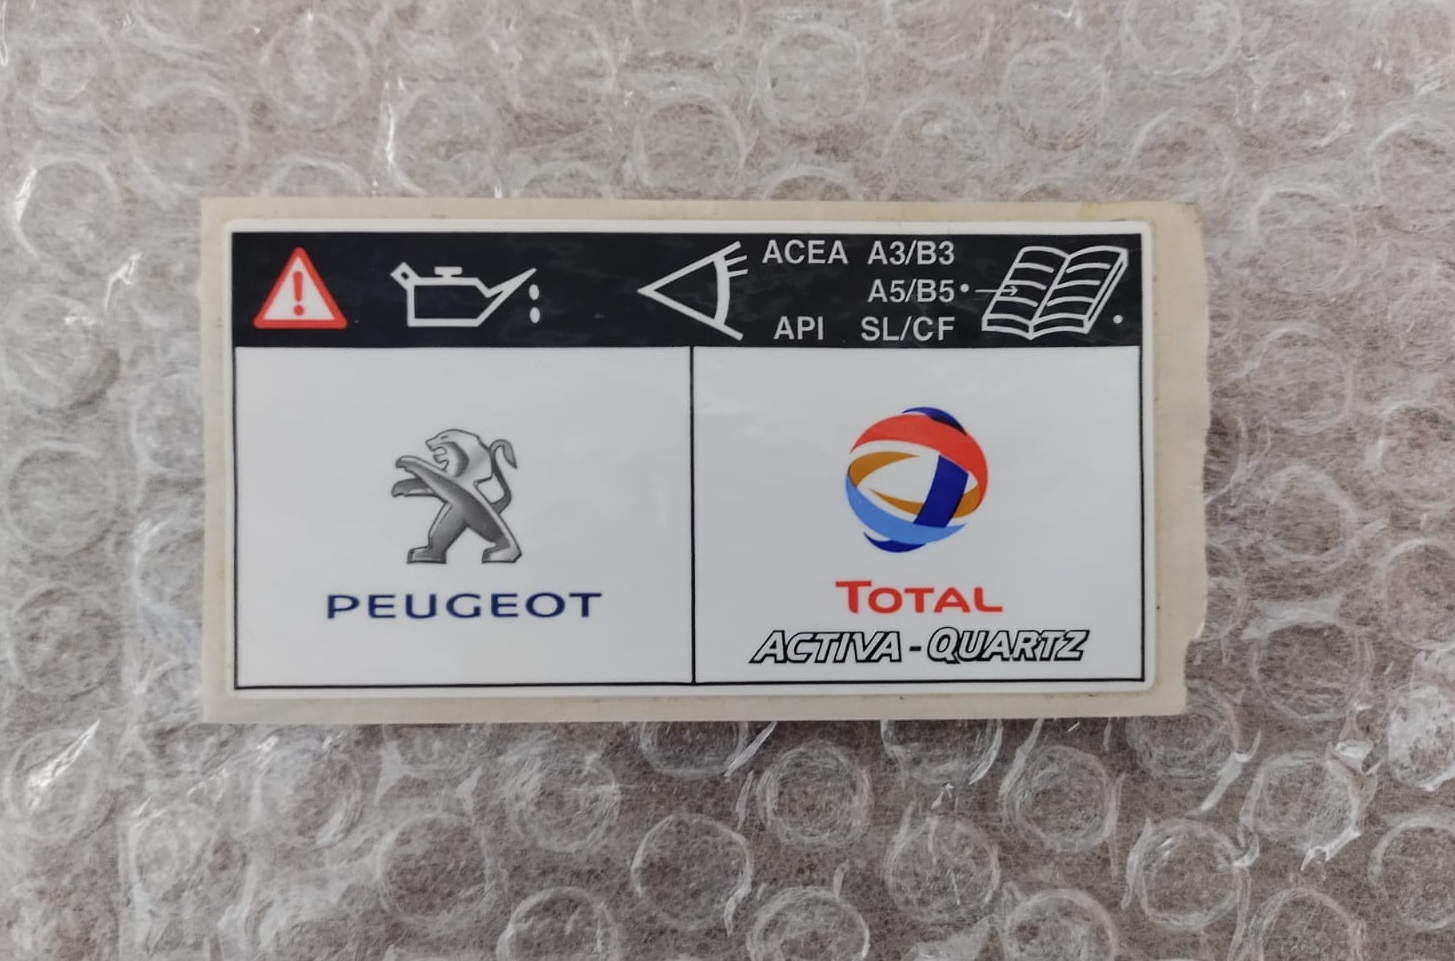 ACEA A3/B3
A5/B5
API SL/CF
PEUGEOT
TOTAL
ACTIVA - QUARTZ